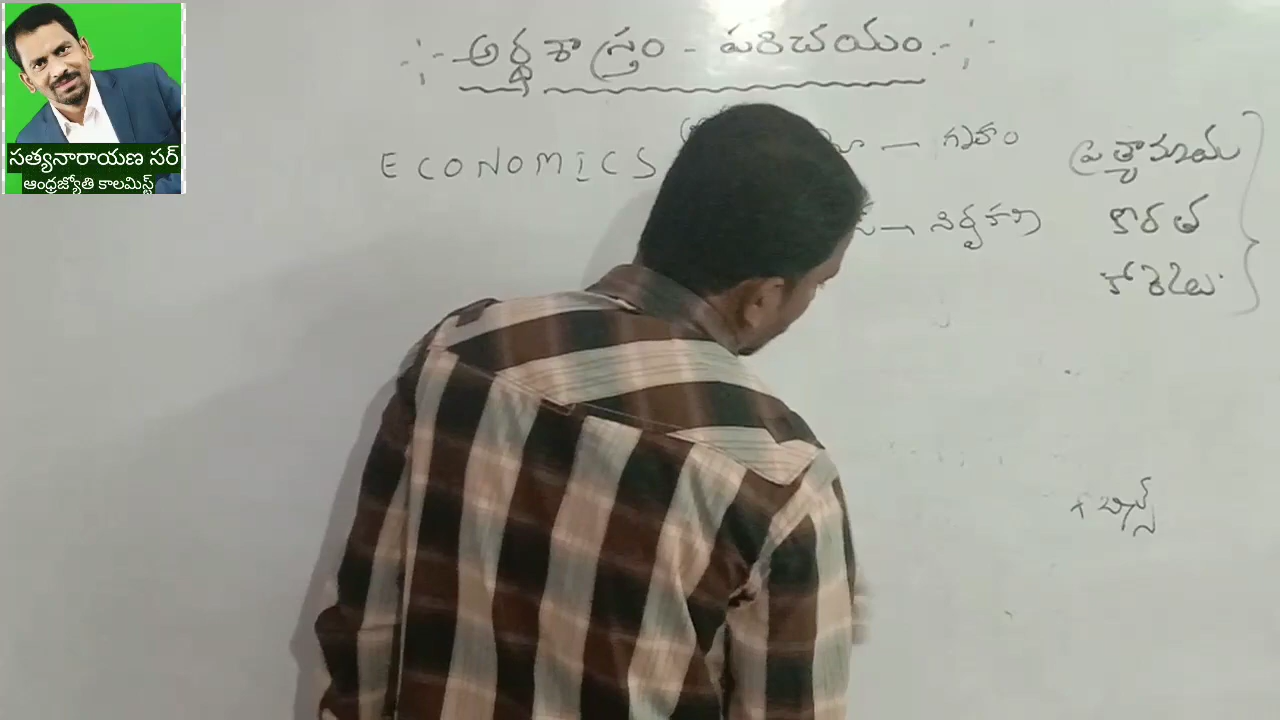 అర్థశాస్త్రం - పరిచయం.
ECONOMICS
గృహం
నిర్వహణ
ప్రత్యామ్నాయ
కొరత
కోరికలు
సత్యనారాయణ సర్
ఆంధ్రజ్యోతి కాలమిస్ట్